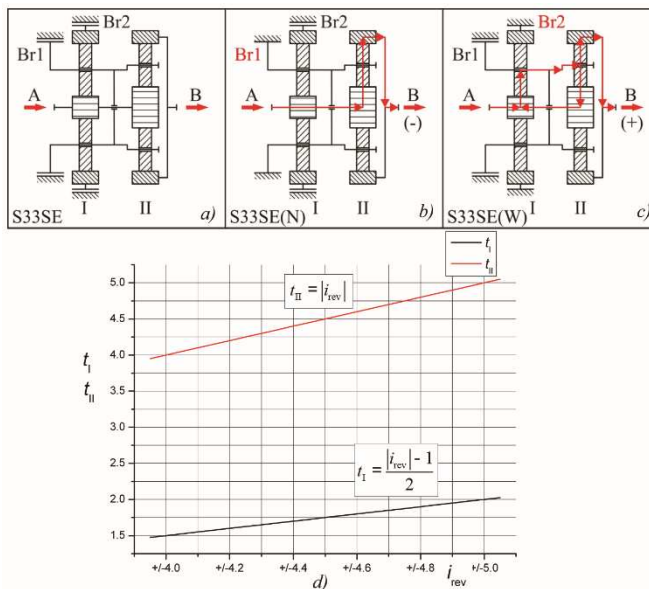 Br2
Br1
A
B
S33SE
I
II
a)
Br2
Br1
A
B
(-)
S33SE(N)
I
II
b)
Br2
Br1
A
B
(+)
S33SE(W)
I
II
c)
t_I
t_II
t_II = |i_rev|
t_I = (|i_rev| - 1) / 2
t_I
t_II
5.0
4.5
4.0
3.5
3.0
2.5
2.0
1.5
+/-4.0
+/-4.2
+/-4.4
+/-4.6
+/-4.8
+/-5.0
d)
i_rev